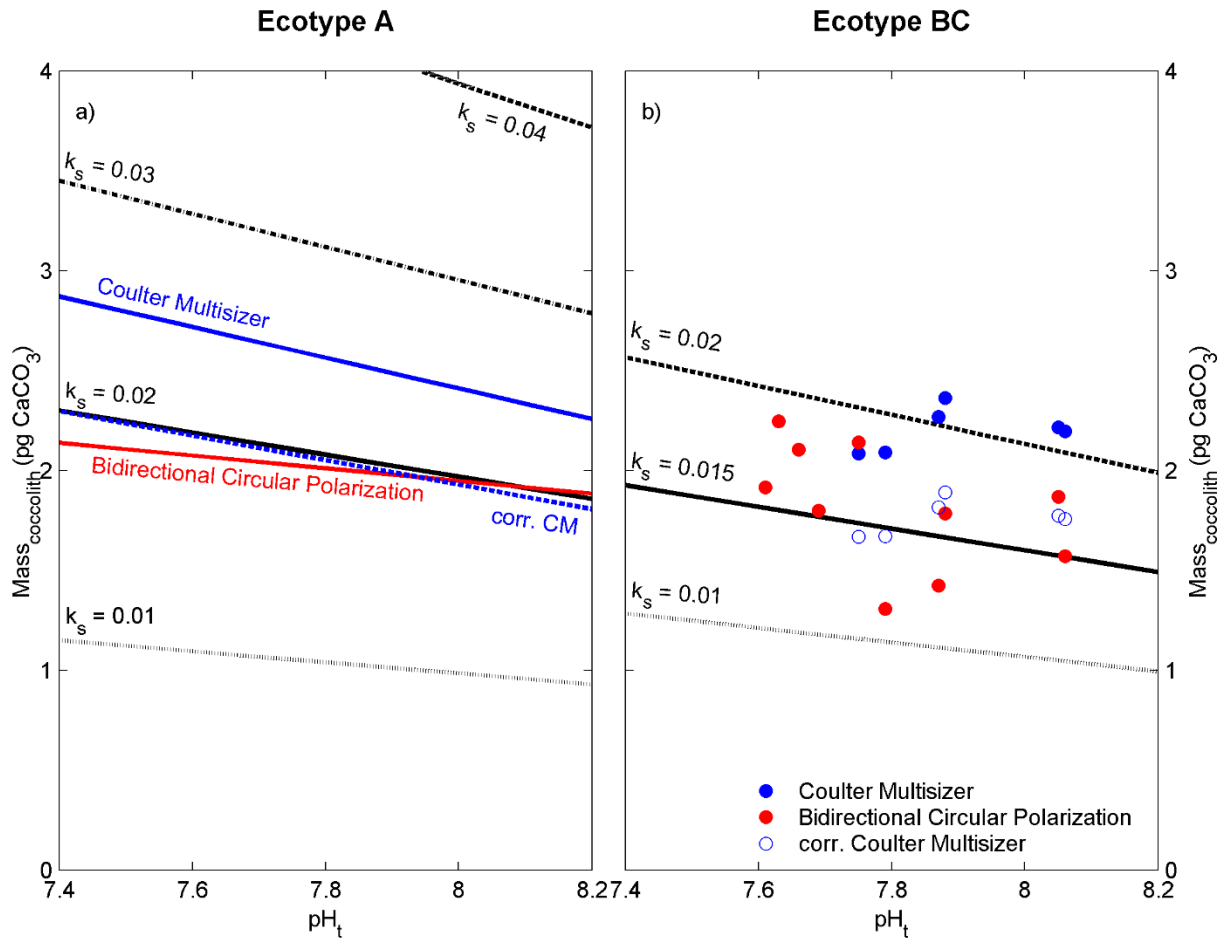 Ecotype A
Ecotype BC
a)
k_s = 0.04
k_s = 0.03
Coulter Multisizer
k_s = 0.02
Bidirectional Circular Polarization
corr. CM
k_s = 0.01
Mass_coccolith (pg CaCO_3)
4
3
2
1
0
7.4
7.6
7.8
8
8.2
pH_t
b)
k_s = 0.02
k_s = 0.015
k_s = 0.01
Coulter Multisizer
Bidirectional Circular Polarization
corr. Coulter Multisizer
7.4
7.6
7.8
8
8.2
pH_t
4
3
2
1
0
Mass_coccolith (pg CaCO_3)